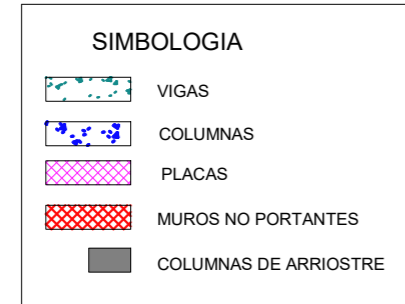 SIMBOLOGIA
VIGAS
COLUMNAS
PLACAS
MUROS NO PORTANTES
COLUMNAS DE ARRIOSTRE